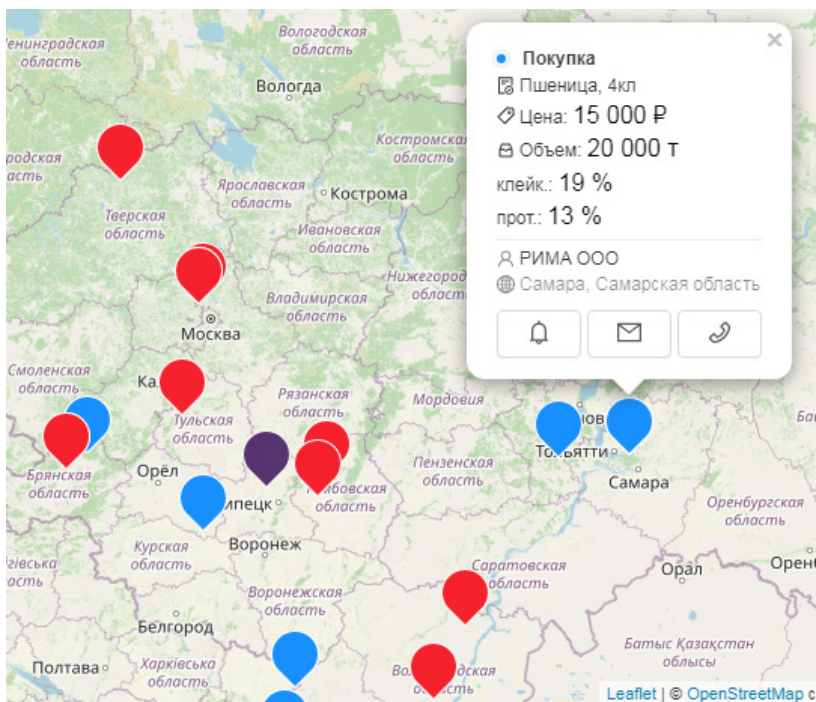 Ленинградская
область
Вологодская
область
Вологда
Костромская
область
Ярославская
область
Кострома
Тверская
область
Ивановская
область
Владимирская
область
Москва
Смоленская
область
Рязанская
область
Тульская
область
Мордовия
Брянская
область
Орёл
Пензенская
область
Тольятти
Самара
область
Оренбургская
область
Курская
область
Воронеж
Саратовская
область
Орал
Воронежская
область
Белгород
Батыс Қазақстан
облысы
Полтава
Харківська
область
область
Покупка
Пшеница, 4кл
Цена: 15 000 ₽
Объем: 20 000 т
клейк.: 19 %
прот.: 13 %
РИМА ООО
Самара, Самарская область
Leaflet | © OpenStreetMap c